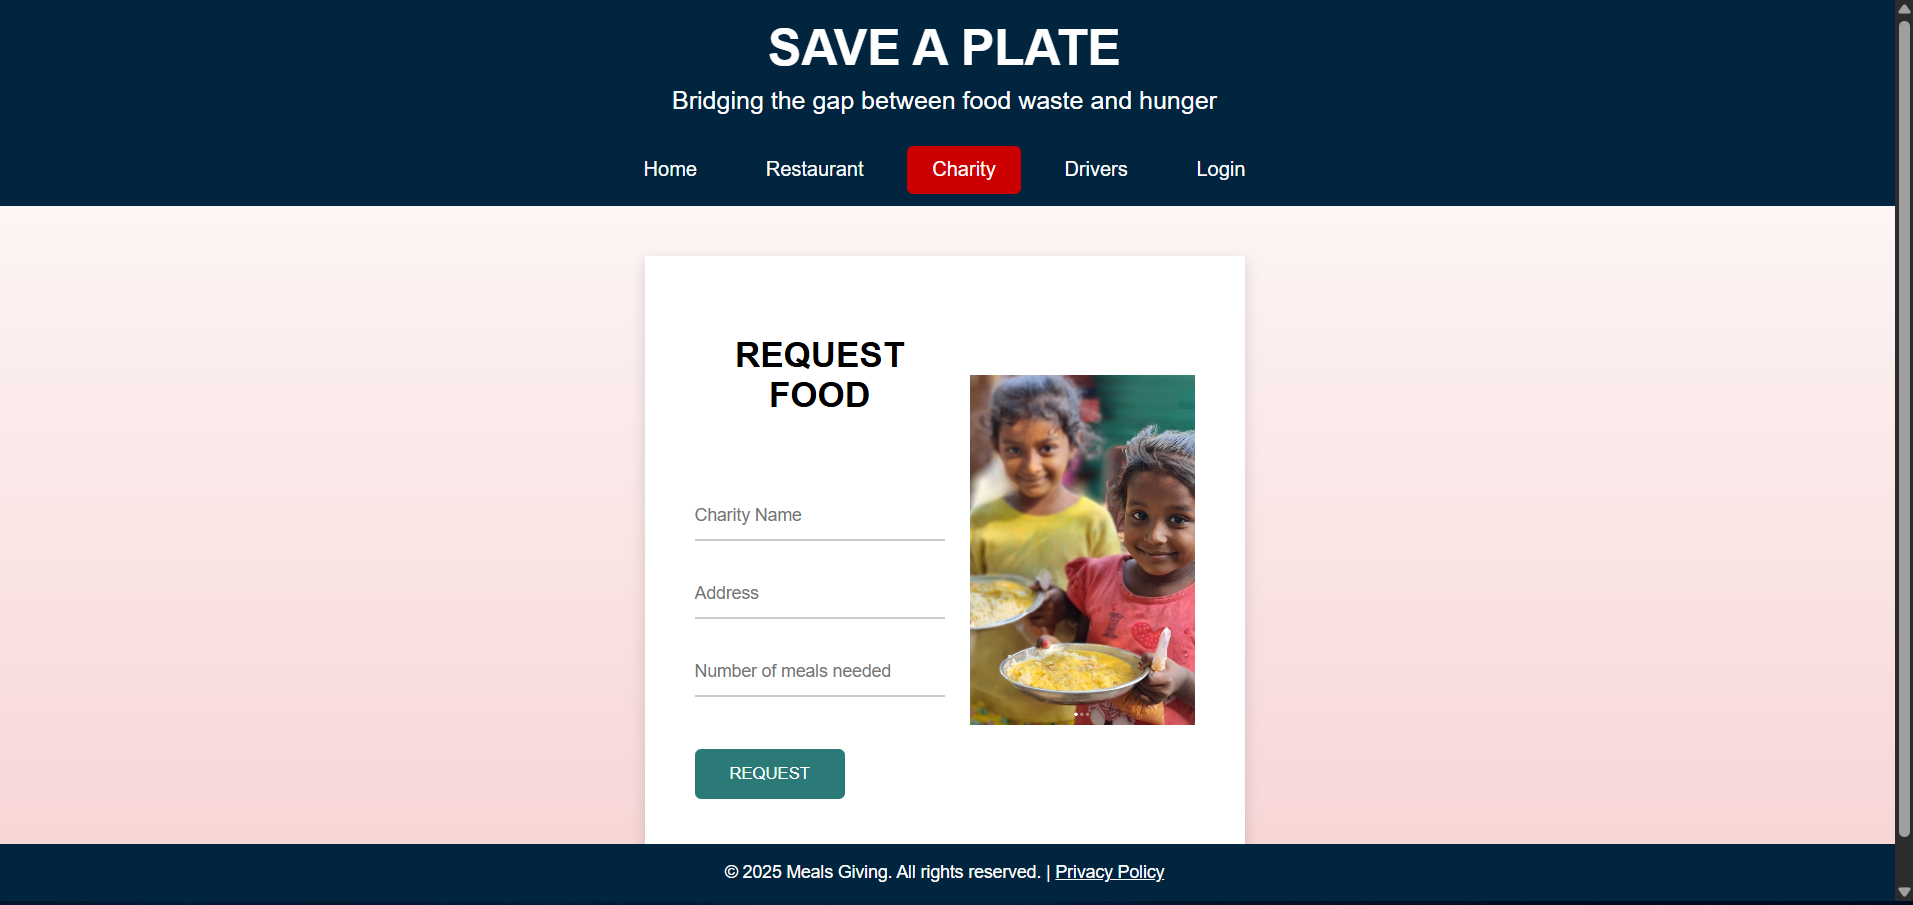 SAVE A PLATE
Bridging the gap between food waste and hunger
Home Restaurant Charity Drivers Login
REQUEST
FOOD
Charity Name
Address
Number of meals needed
REQUEST
© 2025 Meals Giving. All rights reserved. | Privacy Policy